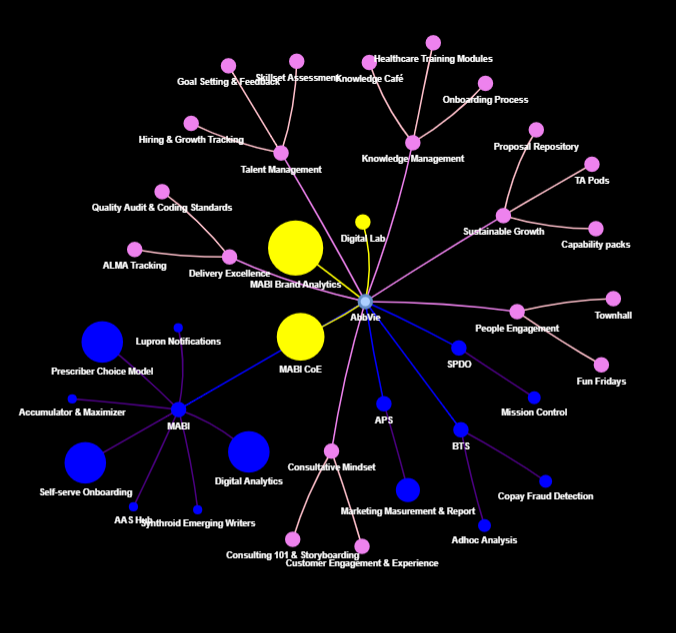 Healthcare Training Modules
Goal Setting & Feedback
Skillset Assessment
Knowledge Café
Onboarding Process
Hiring & Growth Tracking
Proposal Repository
Knowledge Management
Talent Management
TA Pods
Quality Audit & Coding Standards
Sustainable Growth
Digital Lab
Capability packs
ALMA Tracking
Delivery Excellence
MABI Brand Analytics
AbbVie
Townhall
People Engagement
Lupron Notifications
SPDO
MABI CoE
Prescriber Choice Model
Fun Fridays
Accumulator & Maximizer
Mission Control
APS
MABI
BTS
Consultative Mindset
Digital Analytics
Self-serve Onboarding
Copay Fraud Detection
Marketing Masurement & Report
AAS Hub
Synthroid Emerging Writers
Adhoc Analysis
Consulting 101 & Storyboarding
Customer Engagement & Experience